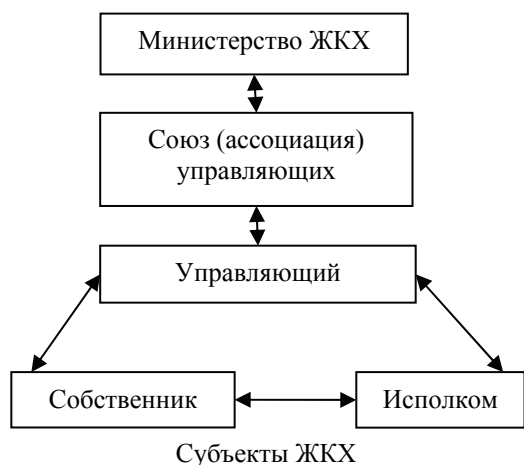 Министерство ЖКХ
Союз (ассоциация)
управляющих
Управляющий
Собственник
Исполком
Субъекты ЖКХ